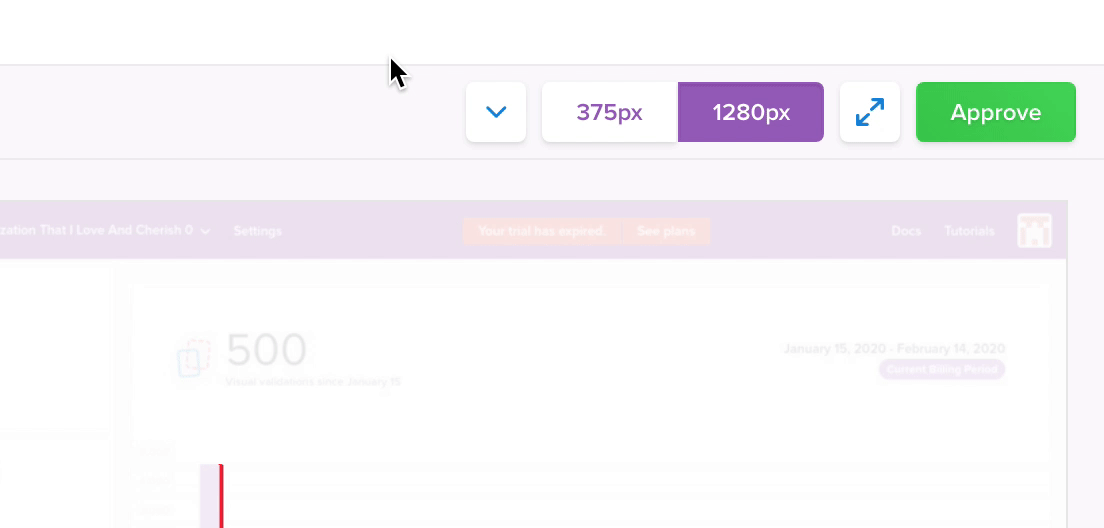 375px
1280px
Approve
zation That I Love And Cherish 0
Settings
Your trial has expired.
See plans
Docs
Tutorials
500
Visual validations since January 15
January 15, 2020 - February 14, 2020
Current Billing Period